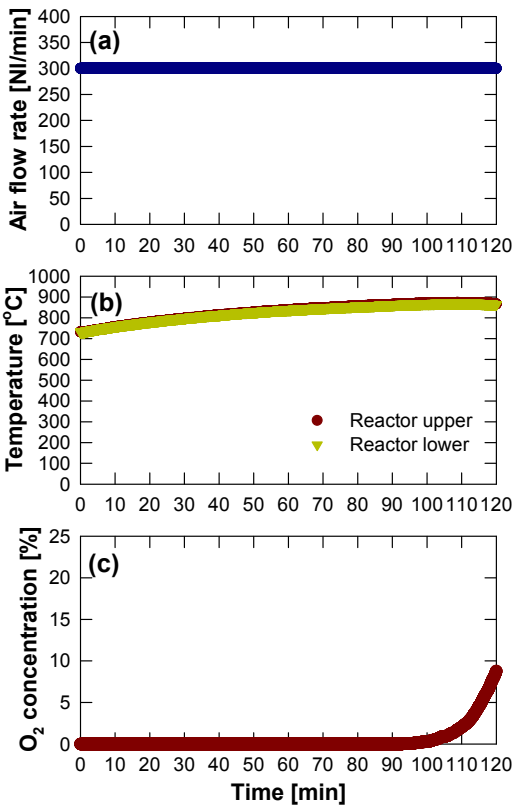 (a)
Air flow rate [Nl/min]
400
350
300
250
200
150
100
50
0
0 10 20 30 40 50 60 70 80 90 100 110 120
(b)
Temperature [°C]
1000
900
800
700
600
500
400
300
200
100
0
Reactor upper
Reactor lower
0 10 20 30 40 50 60 70 80 90 100 110 120
(c)
O2 concentration [%]
25
20
15
10
5
0
0 10 20 30 40 50 60 70 80 90 100 110 120
Time [min]